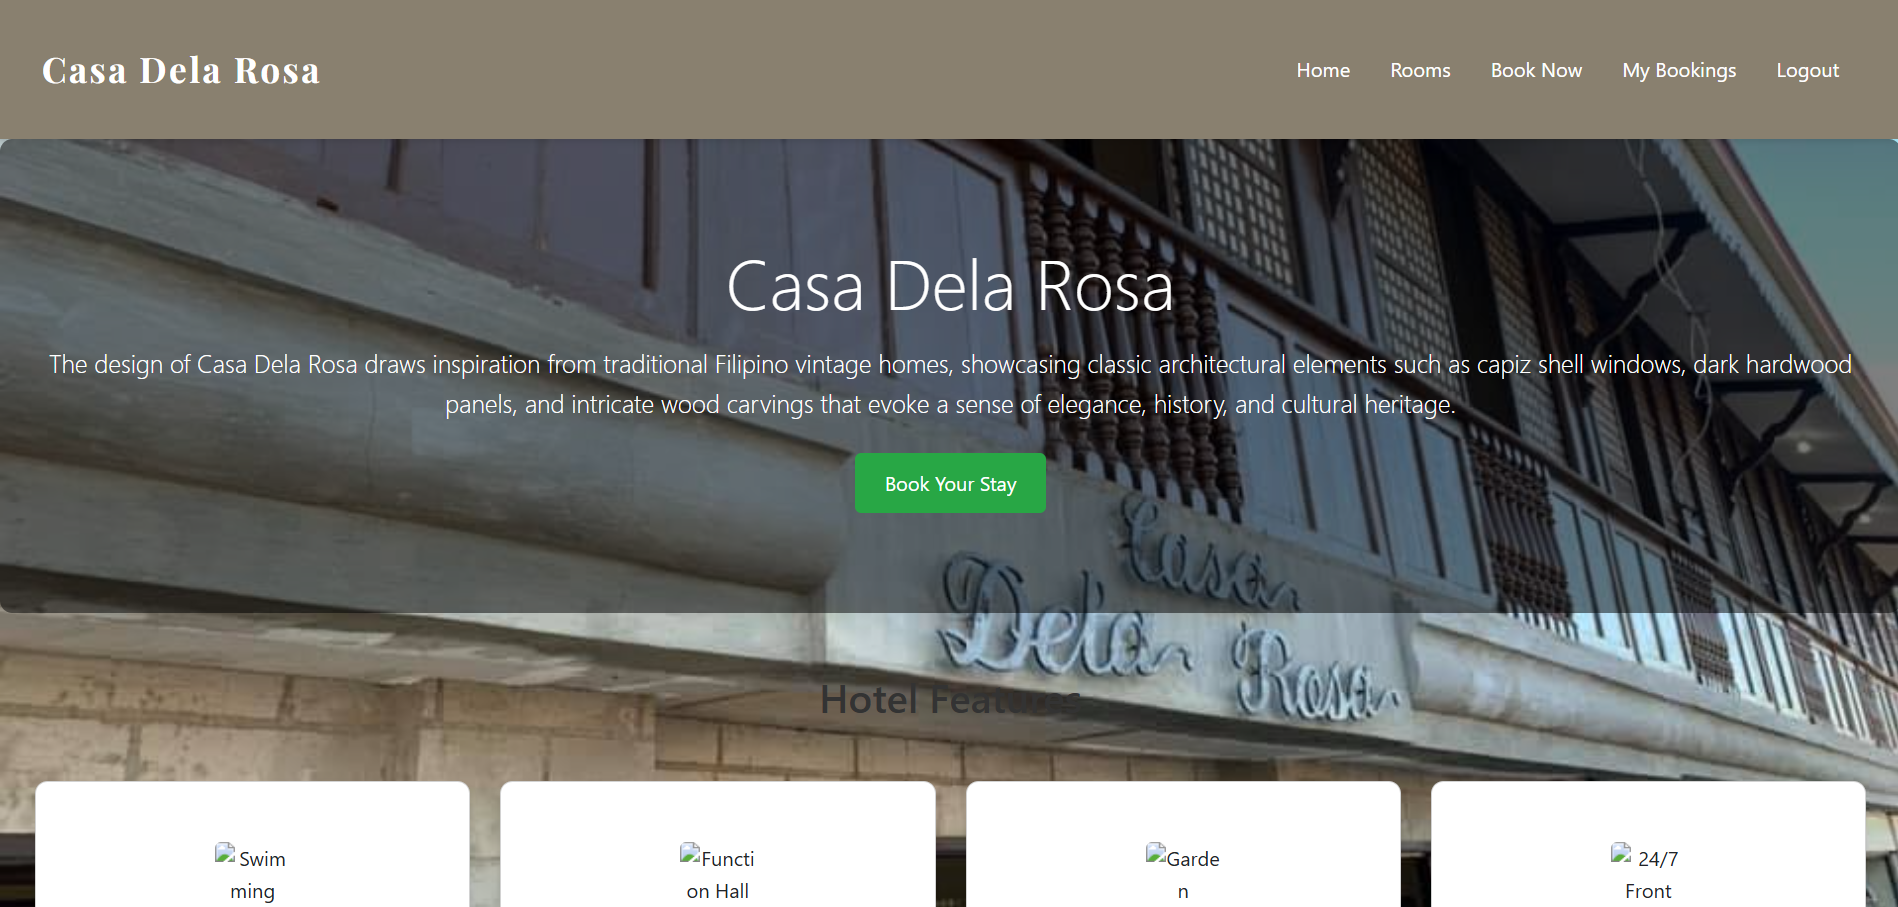 Casa Dela Rosa
Home Rooms Book Now My Bookings Logout
Casa Dela Rosa
The design of Casa Dela Rosa draws inspiration from traditional Filipino vintage homes, showcasing classic architectural elements such as capiz shell windows, dark hardwood
panels, and intricate wood carvings that evoke a sense of elegance, history, and cultural heritage.
Book Your Stay
Casa
Dela Rosa
Hotel Features
Swim
ming
Functi
on Hall
Garde
n
24/7
Front